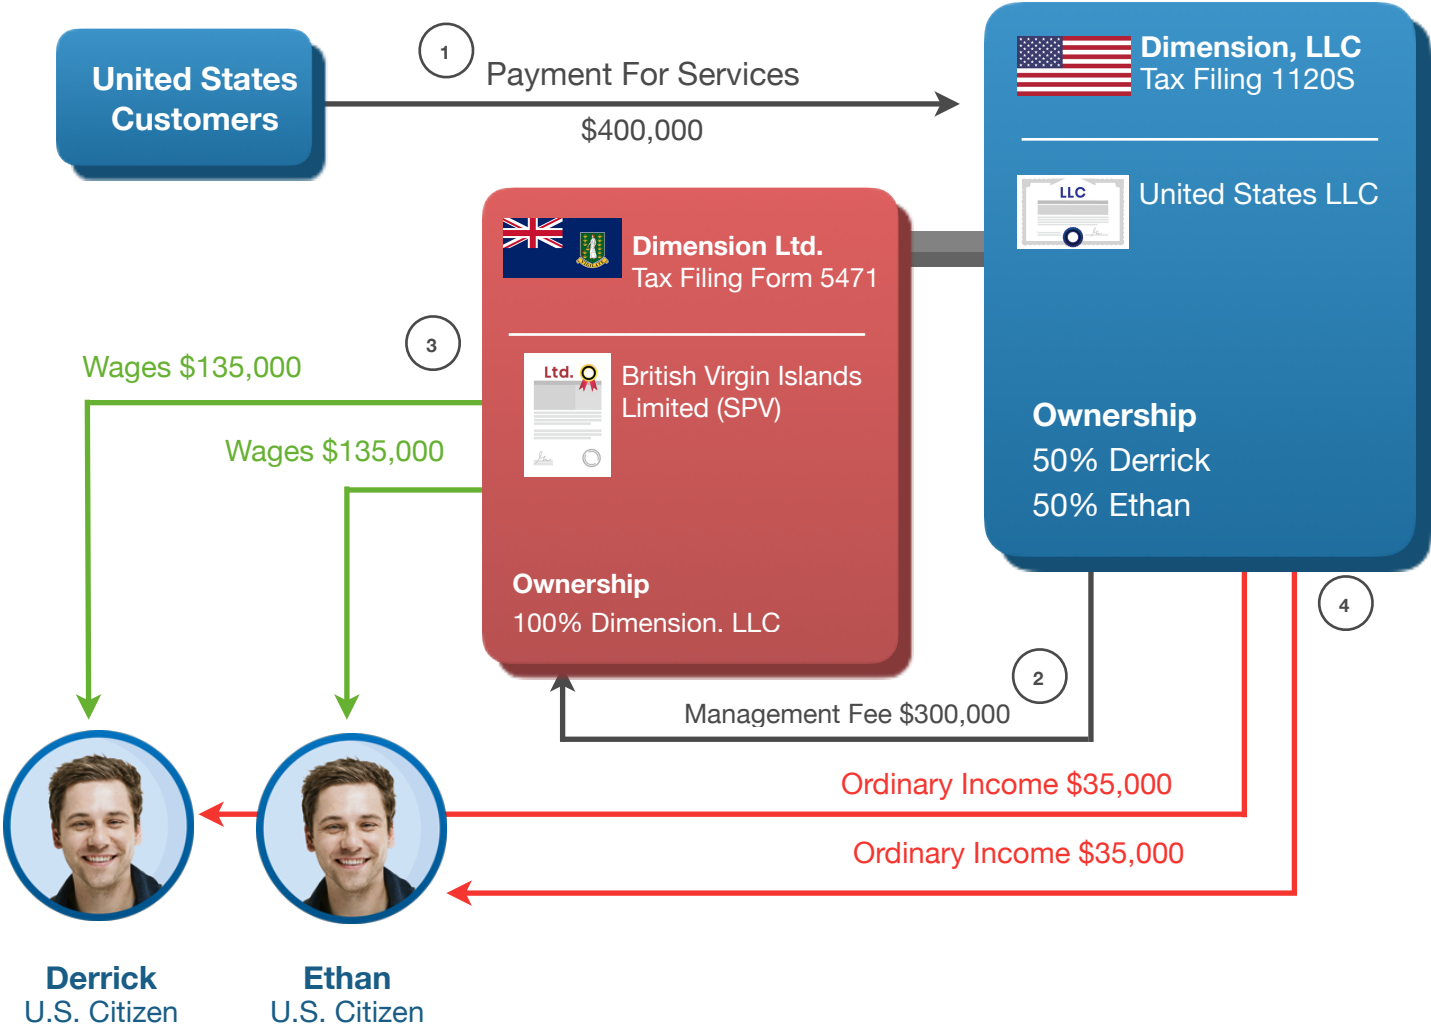 United States
Customers
1
Payment For Services
$400,000
Dimension, LLC
Tax Filing 1120S
LLC
United States LLC
Ownership
50% Derrick
50% Ethan
Dimension Ltd.
Tax Filing Form 5471
Ltd.
British Virgin Islands
Limited (SPV)
Ownership
100% Dimension. LLC
3
Wages $135,000
Wages $135,000
4
2
Management Fee $300,000
Ordinary Income $35,000
Ordinary Income $35,000
Derrick
U.S. Citizen
Ethan
U.S. Citizen